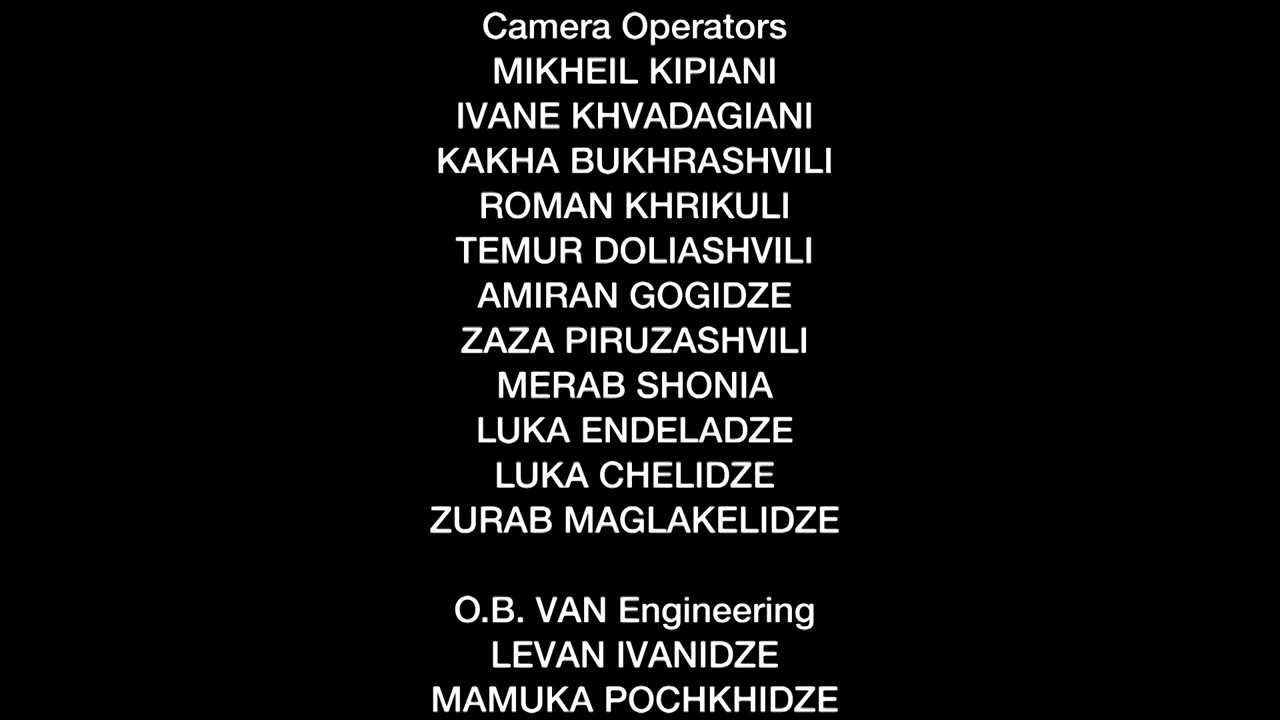 Camera Operators
MIKHEIL KIPIANI
IVANE KHVADAGIANI
KAKHA BUKHRASHVILI
ROMAN KHRIKULI
TEMUR DOLIASHVILI
AMIRAN GOGIDZE
ZAZA PIRUZASHVILI
MERAB SHONIA
LUKA ENDELADZE
LUKA CHELIDZE
ZURAB MAGLAKELIDZE
O.B. VAN Engineering
LEVAN IVANIDZE
MAMUKA POCHKHIDZE